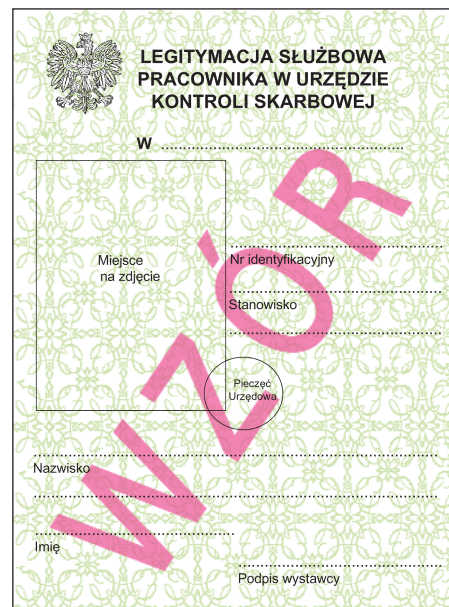 LEGITYMACJA SŁUŻBOWA
PRACOWNIKA W URZĘDZIE
KONTROLI SKARBOWEJ
W ........................................
Miejsce
na zdjęcie
Nr identyfikacyjny
Stanowisko
Pieczęć
Urzędowa
WZÓR
Nazwisko
Imię
Podpis wystawcy